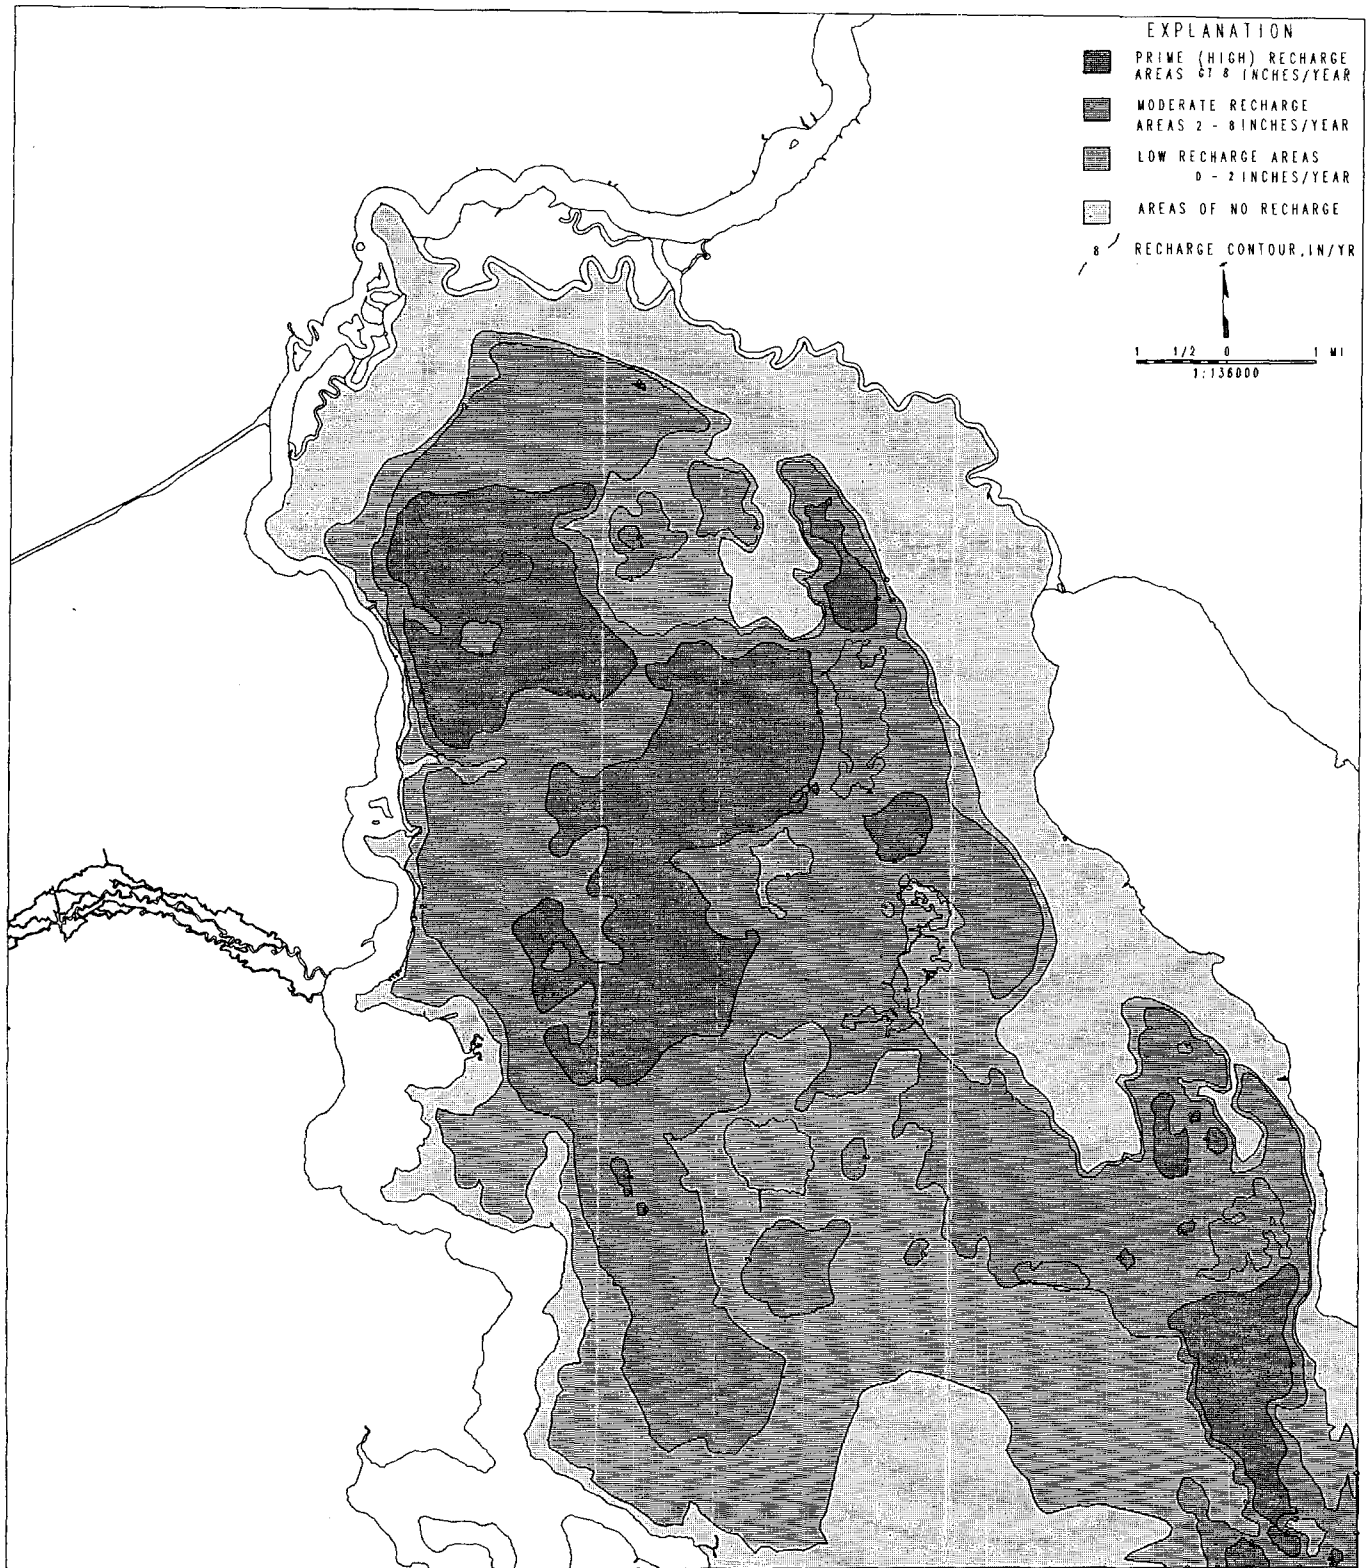 EXPLANATION
PRIME (HIGH) RECHARGE
AREAS GT 8 INCHES/YEAR
MODERATE RECHARGE
AREAS 2 - 8 INCHES/YEAR
LOW RECHARGE AREAS
0 - 2 INCHES/YEAR
AREAS OF NO RECHARGE
8 RECHARGE CONTOUR, IN/YR
1 1/2 0 1 MI
1:136000